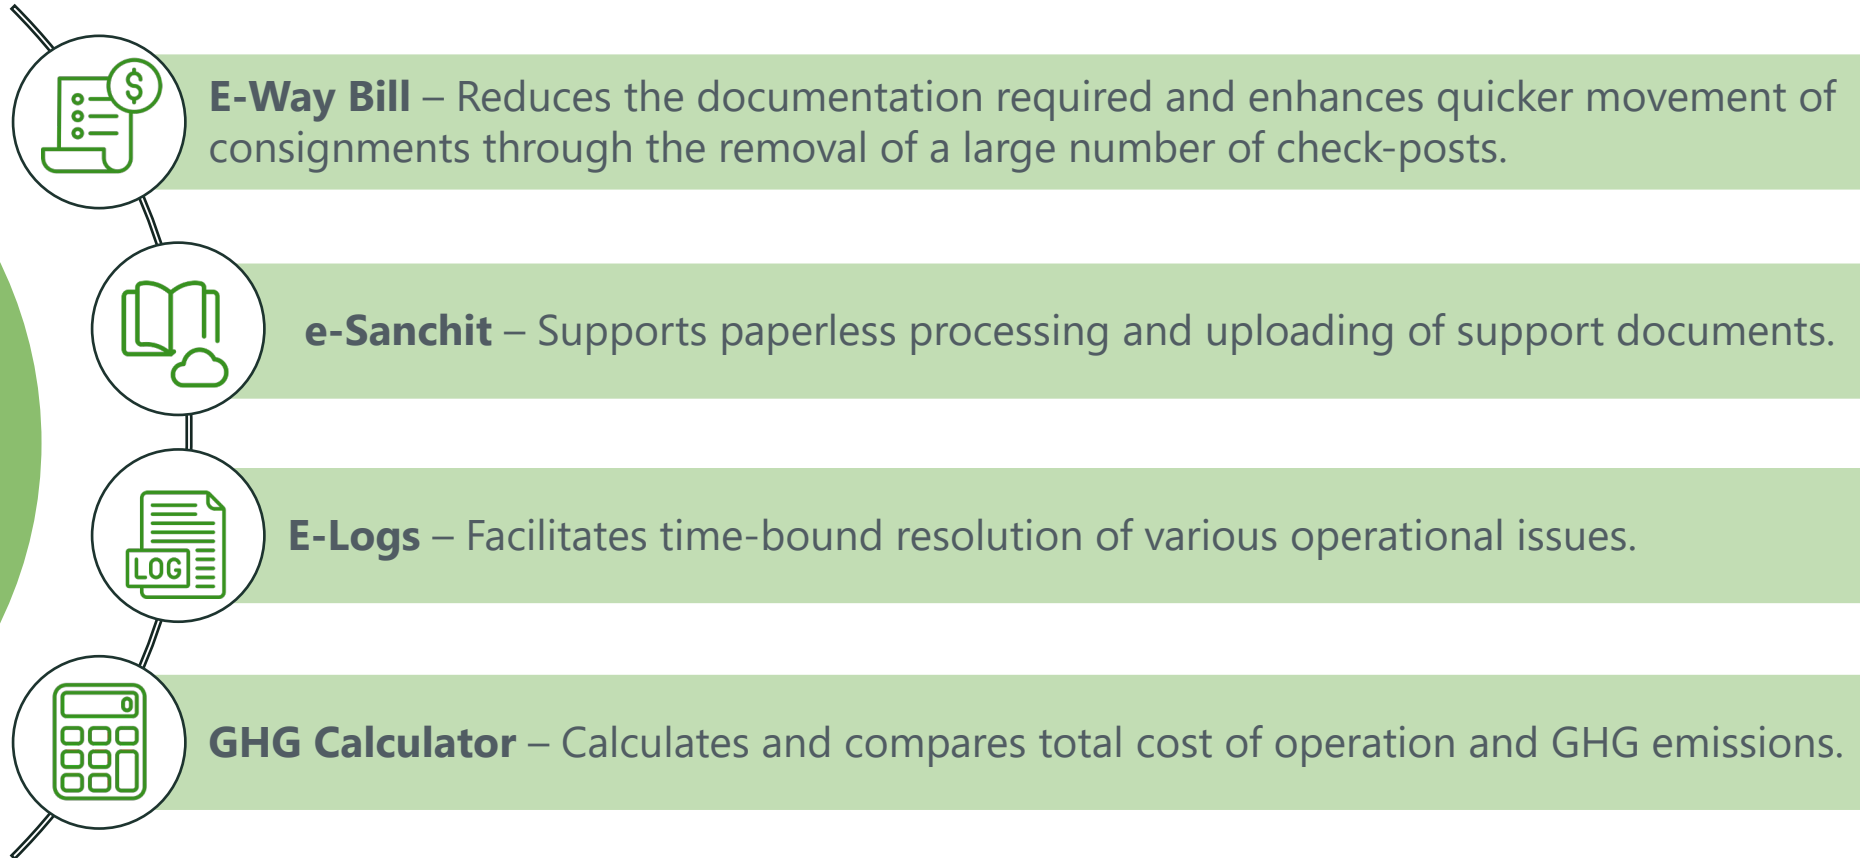 $
E-Way Bill – Reduces the documentation required and enhances quicker movement of
consignments through the removal of a large number of check-posts.
e-Sanchit – Supports paperless processing and uploading of support documents.
LOG
E-Logs – Facilitates time-bound resolution of various operational issues.
0
GHG Calculator – Calculates and compares total cost of operation and GHG emissions.